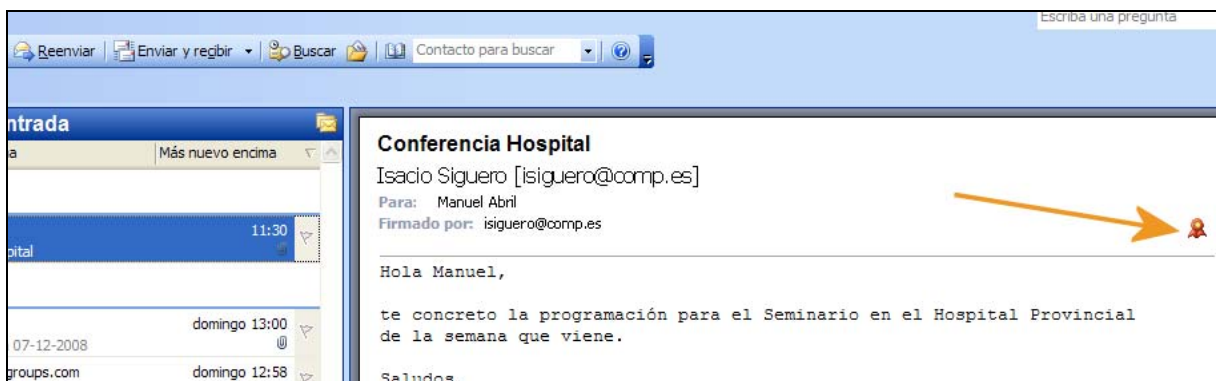 Escriba una pregunta
Reenviar Enviar y recibir Buscar Contacto para buscar
ntrada
a Más nuevo encima
11:30
pital
domingo 13:00
07-12-2008
groups.com domingo 12:58
Conferencia Hospital
Isacio Siguero [isiguero@comp.es]
Para: Manuel Abril
Firmado por: isiguero@comp.es
Hola Manuel,
te concreto la programación para el Seminario en el Hospital Provincial
de la semana que viene.
Saludos